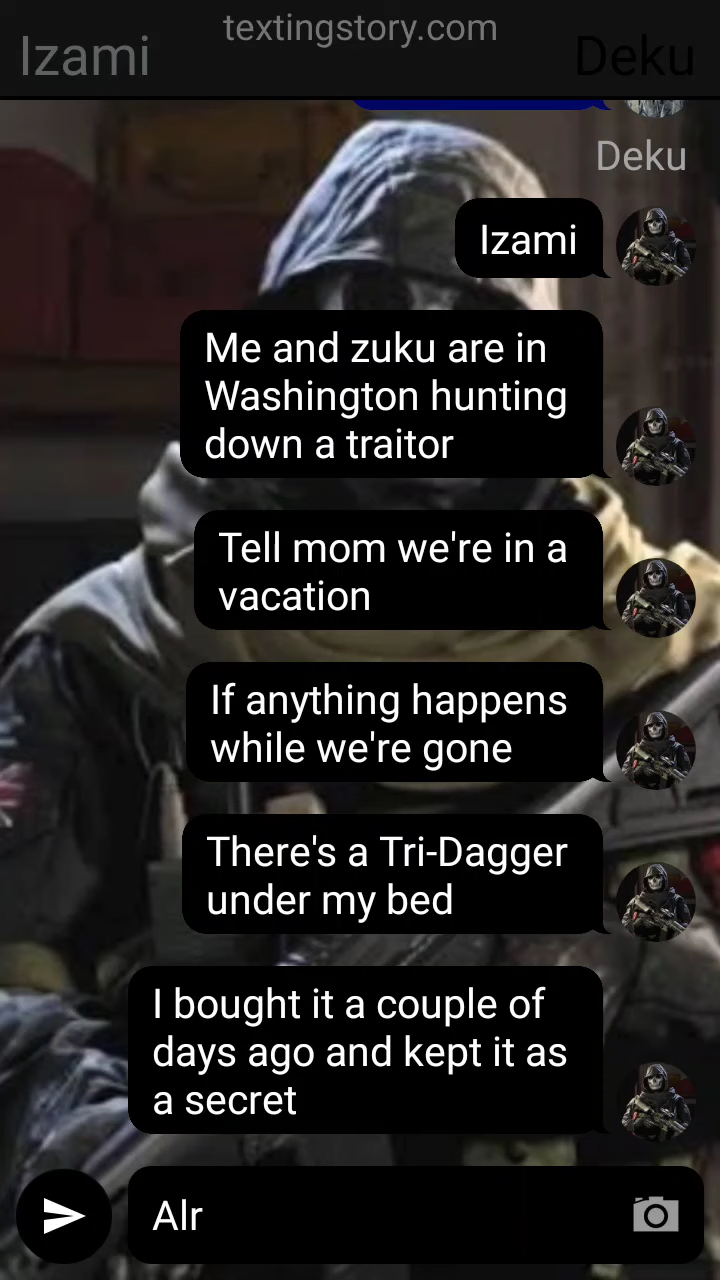 textingstory.com
Izami
Deku
Deku
Izami
Me and zuku are in
Washington hunting
down a traitor
Tell mom we're in a
vacation
If anything happens
while we're gone
There's a Tri-Dagger
under my bed
I bought it a couple of
days ago and kept it as
a secret
Alr